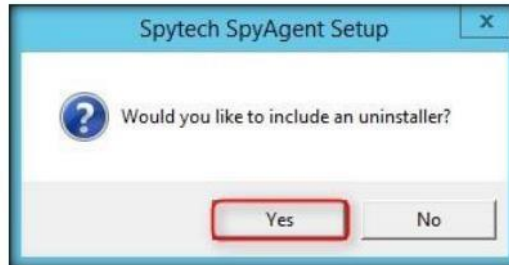 Spytech SpyAgent Setup
x
Would you like to include an uninstaller?
Yes
No